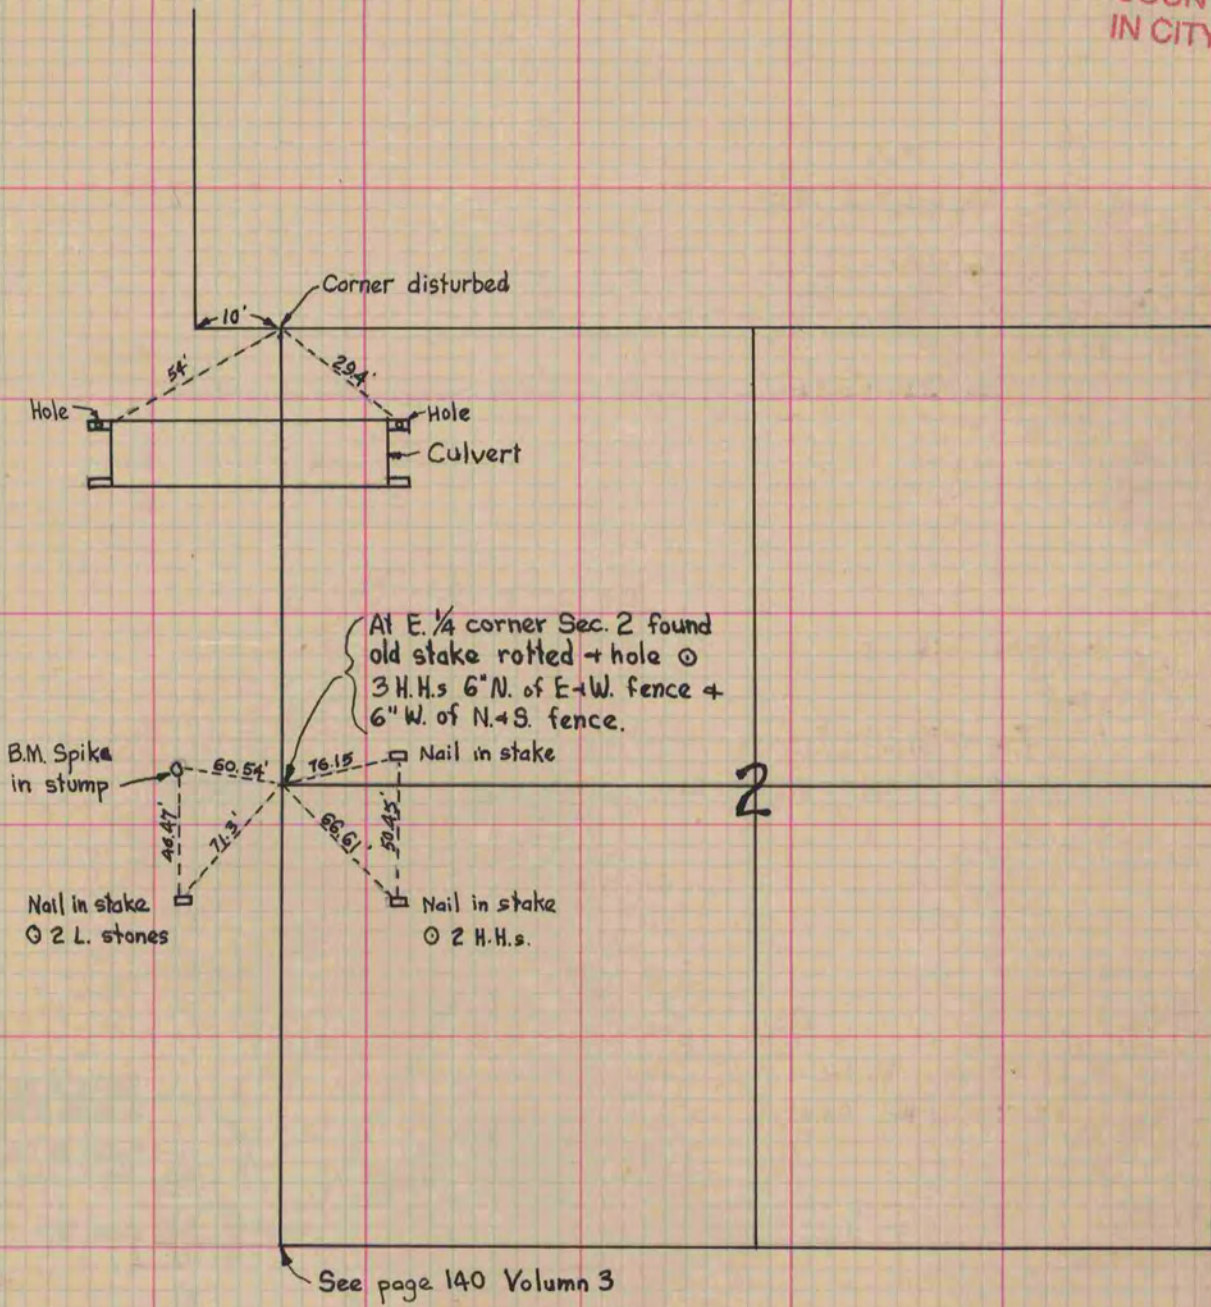 IN CITY
Corner disturbed
10'
54'
29.4'
Hole
Hole
Culvert
At E. ¼ corner Sec. 2 found
old stake rotted + hole ⊙
3 H.H.s 6" N. of E+W. fence +
6" W. of N.+S. fence.
B.M. Spike
in stump
60.54'
76.15
Nail in stake
2
46.47'
71.3'
66.61'
50.45'
Nail in stake
⊙ 2 L. stones
Nail in stake
⊙ 2 H.H.s.
See page 140 Volumn 3